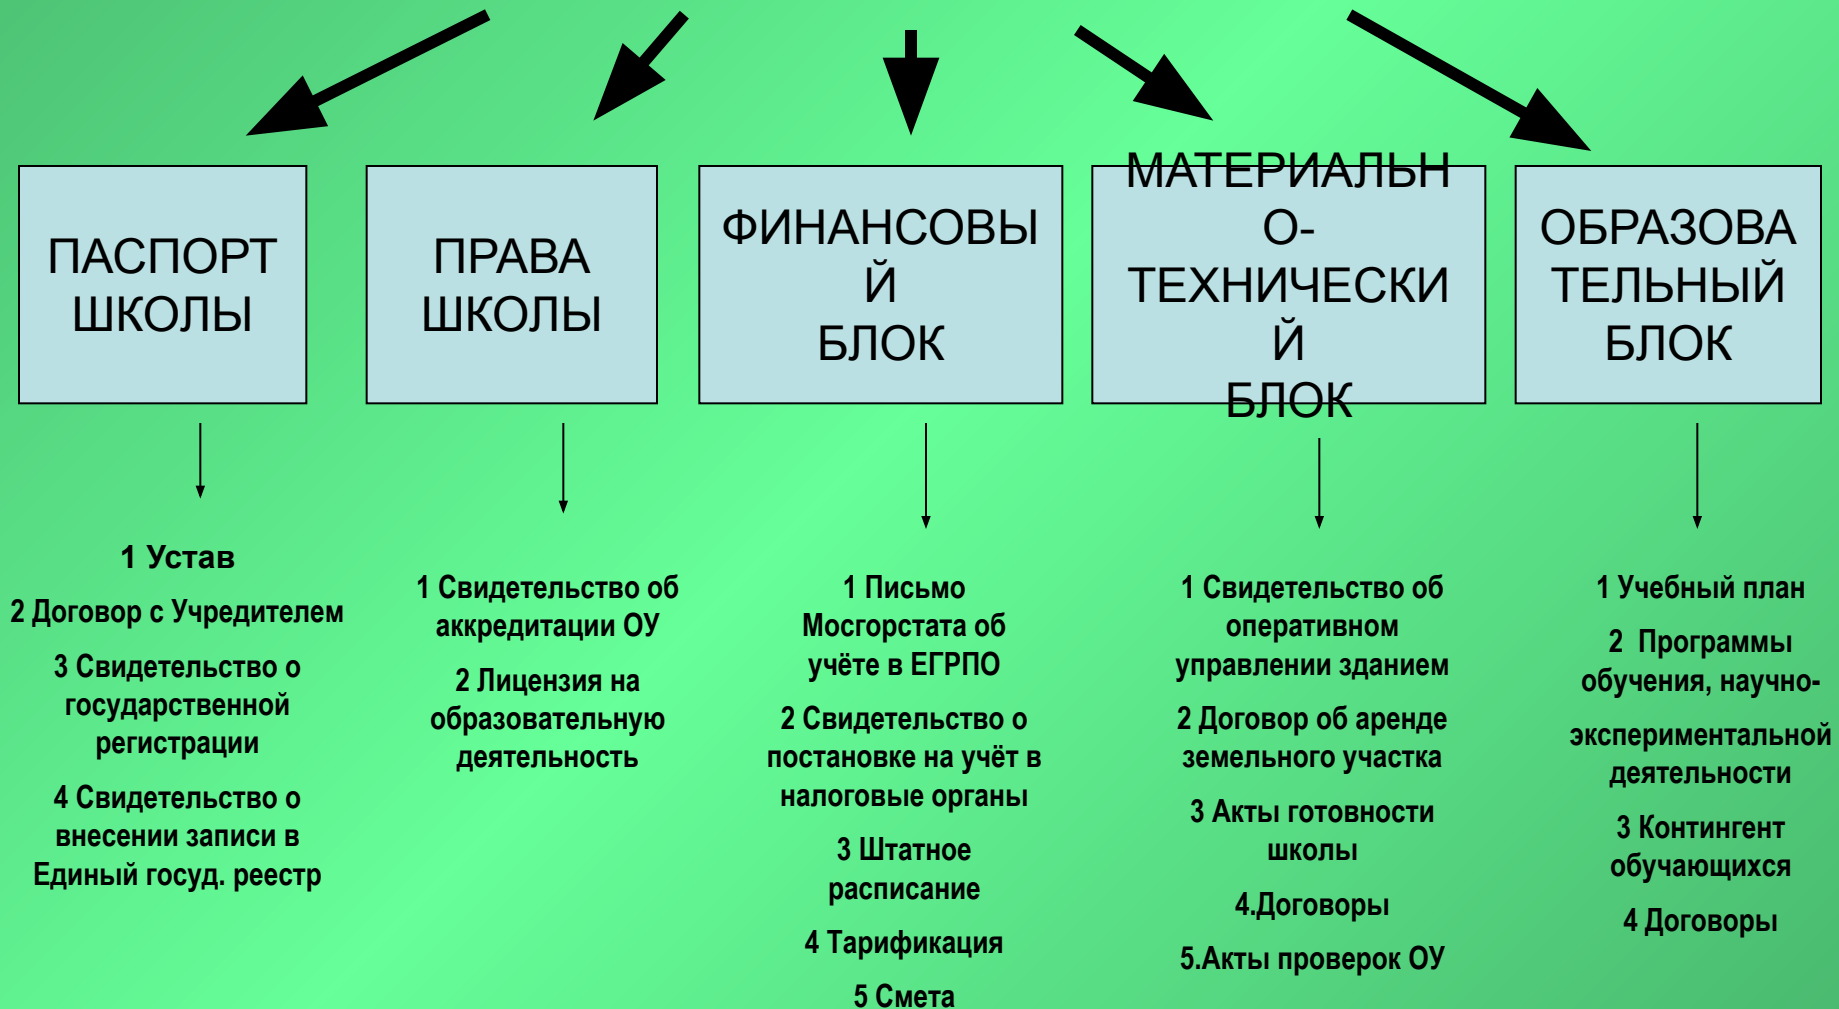 ПАСПОРТ
ШКОЛЫ
ПРАВА
ШКОЛЫ
ФИНАНСОВЫ
Й
БЛОК
МАТЕРИАЛЬН
О-
ТЕХНИЧЕСКИ
Й
БЛОК
ОБРАЗОВА
ТЕЛЬНЫЙ
БЛОК
1 Устав
2 Договор с Учредителем
3 Свидетельство о
государственной
регистрации
4 Свидетельство о
внесении записи в
Единый госуд. реестр
1 Свидетельство об
аккредитации ОУ
2 Лицензия на
образовательную
деятельность
1 Письмо
Мосгорстата об
учёте в ЕГРПО
2 Свидетельство о
постановке на учёт в
налоговые органы
3 Штатное
расписание
4 Тарификация
5 Смета
1 Свидетельство об
оперативном
управлении зданием
2 Договор об аренде
земельного участка
3 Акты готовности
школы
4.Договоры
5.Акты проверок ОУ
1 Учебный план
2 Программы
обучения, научно-
экспериментальной
деятельности
3 Контингент
обучающихся
4 Договоры